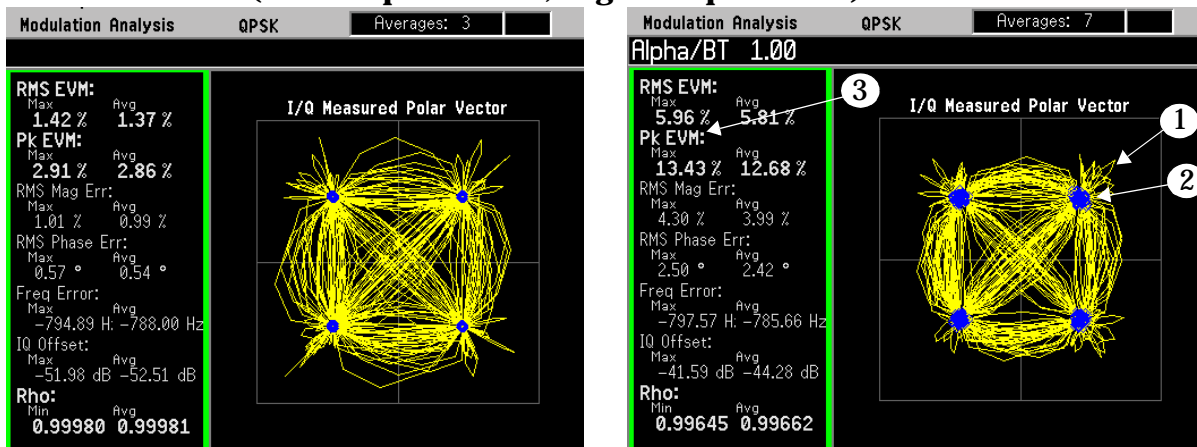 Modulation Analysis QPSK Averages: 3
RMS EVM:
Max Avg
1.42 % 1.37 %
Pk EVM:
Max Avg
2.91 % 2.86 %
RMS Mag Err:
Max Avg
1.01 % 0.99 %
RMS Phase Err:
Max Avg
0.57 ° 0.54 °
Freq Error:
Max Avg
-794.89 H: -788.00 Hz
IQ Offset:
Max Avg
-51.98 dB -52.51 dB
Rho:
Min Avg
0.99980 0.99981
I/Q Measured Polar Vector
Modulation Analysis QPSK Averages: 7
Alpha/BT 1.00
RMS EVM:
Max Avg
5.96 % 5.81 %
Pk EVM:
Max Avg
13.43 % 12.68 %
RMS Mag Err:
Max Avg
4.30 % 3.99 %
RMS Phase Err:
Max Avg
2.50 ° 2.42 °
Freq Error:
Max Avg
-797.57 H: -785.66 Hz
IQ Offset:
Max Avg
-41.59 dB -44.28 dB
Rho:
Min Avg
0.99645 0.99662
I/Q Measured Polar Vector
3
1
2